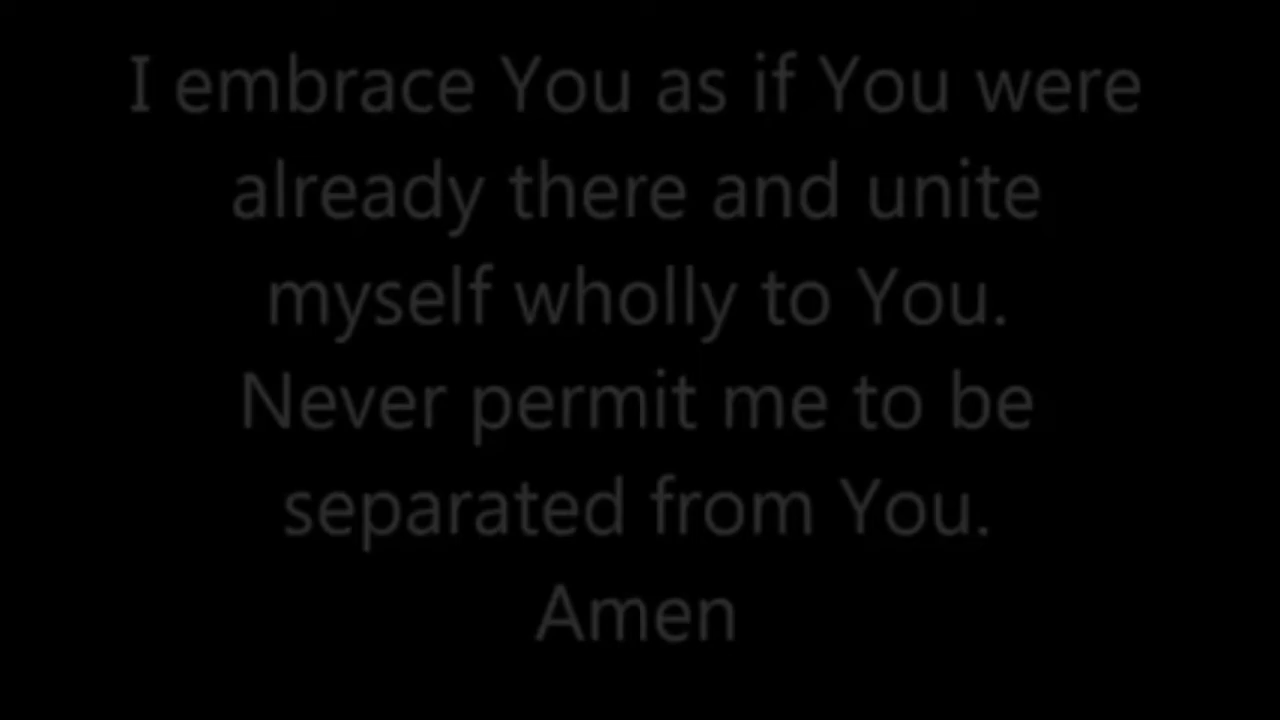 I embrace You as if You were
already there and unite
myself wholly to You.
Never permit me to be
separated from You.
Amen